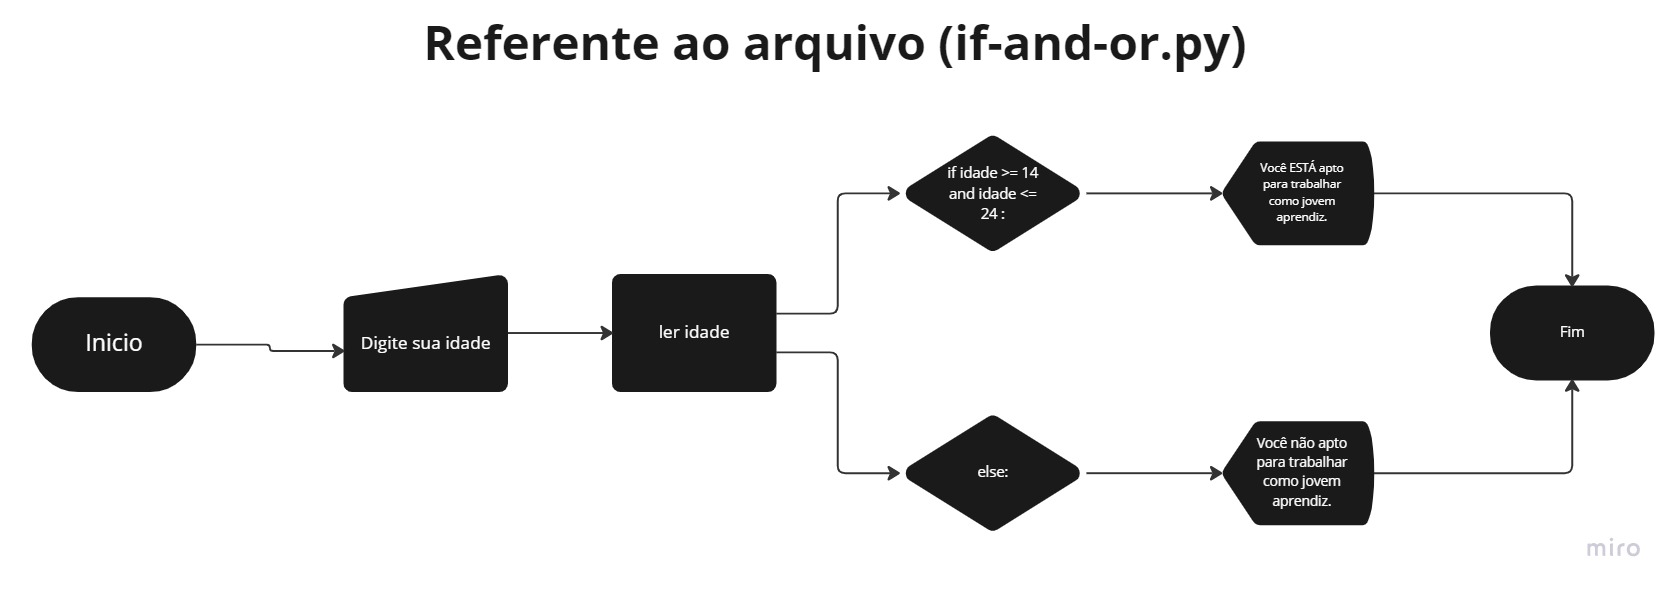 Referente ao arquivo (if-and-or.py)
Inicio
Digite sua idade
ler idade
if idade >= 14
and idade <=
24 :
Você ESTÁ apto
para trabalhar
como jovem
aprendiz.
else:
Você não apto
para trabalhar
como jovem
aprendiz.
Fim
miro